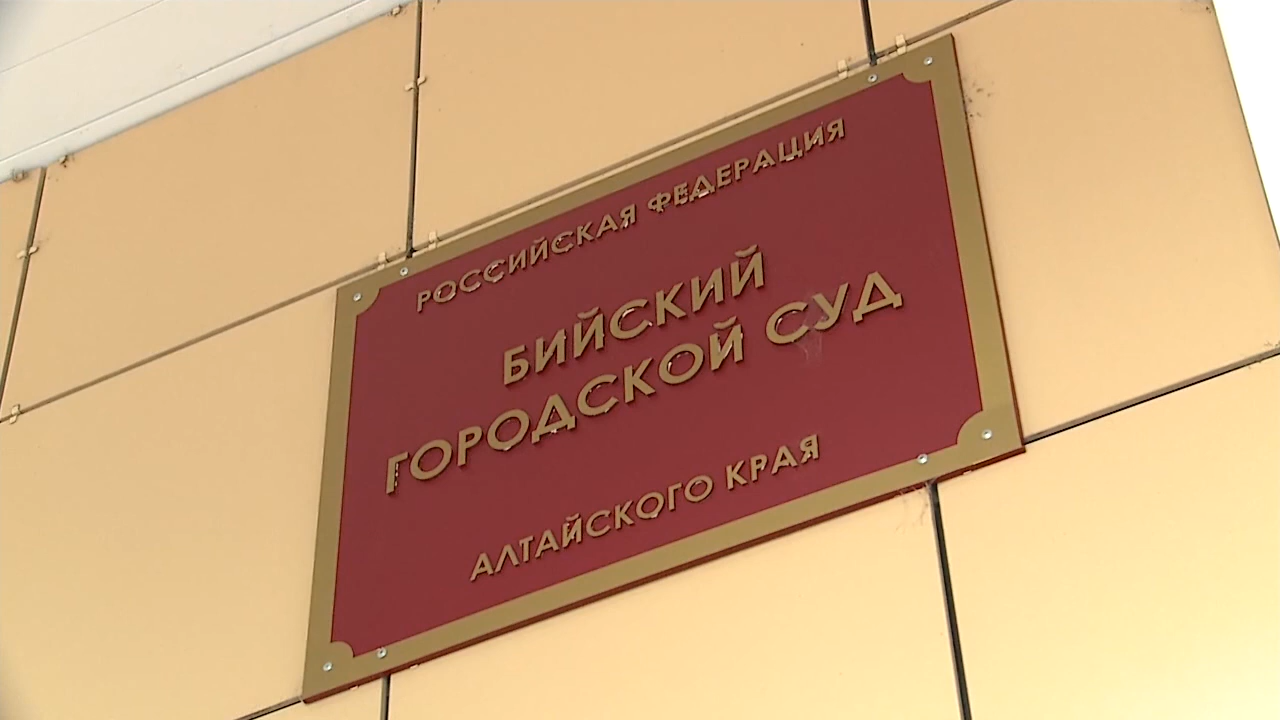 РОССИЙСКАЯ ФЕДЕРАЦИЯ
БИЙСКИЙ
ГОРОДСКОЙ СУД
АЛТАЙСКОГО КРАЯ